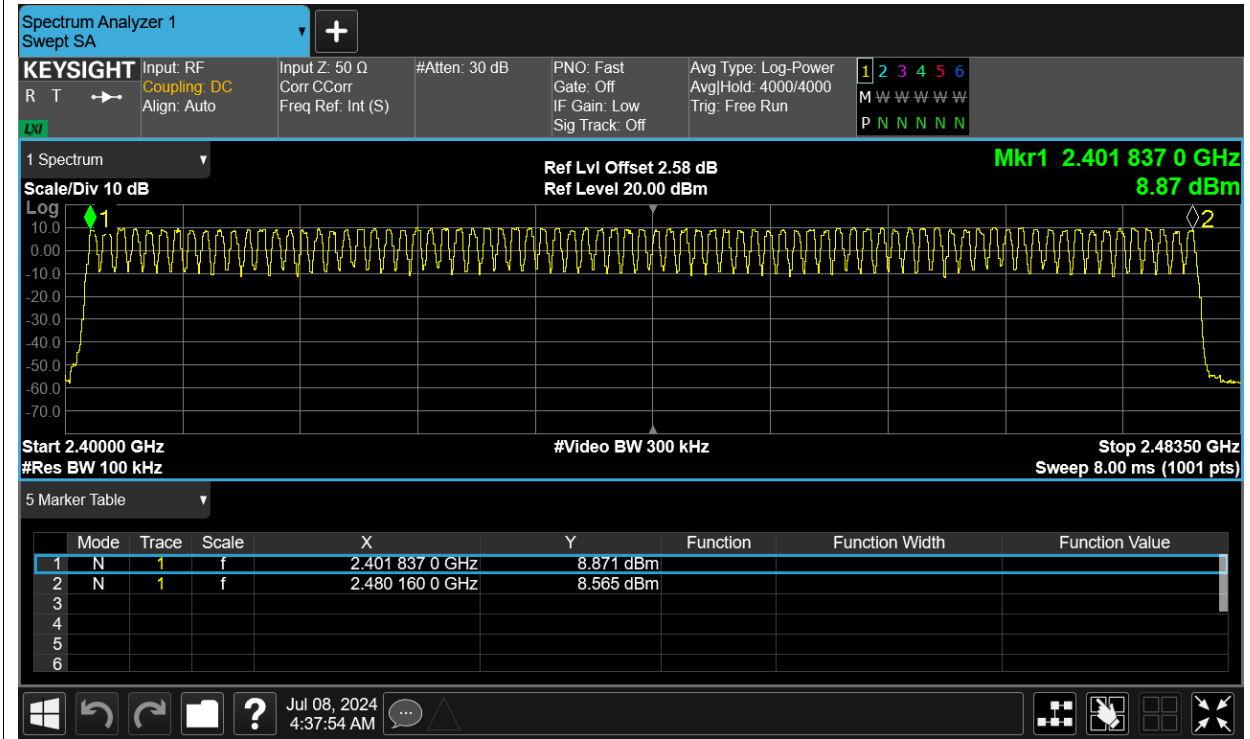 Spectrum Analyzer 1
Swept SA
KEYSIGHT
R T
LXI
Input: RF
Coupling: DC
Align: Auto
Input Z: 50 Ω
Corr CCorr
Freq Ref: Int (S)
#Atten: 30 dB
PNO: Fast
Gate: Off
IF Gain: Low
Sig Track: Off
Avg Type: Log-Power
Avg|Hold: 4000/4000
Trig: Free Run
1 2 3 4 5 6
M W W W W W
P N N N N N
1 Spectrum
Scale/Div 10 dB
Ref Lvl Offset 2.58 dB
Ref Level 20.00 dBm
Mkr1 2.401 837 0 GHz
8.87 dBm
Log
1
2
10.0
0.00
-10.0
-20.0
-30.0
-40.0
-50.0
-60.0
-70.0
Start 2.40000 GHz
#Video BW 300 kHz
Stop 2.48350 GHz
#Res BW 100 kHz
Sweep 8.00 ms (1001 pts)
5 Marker Table
Mode Trace Scale X Y Function Function Width Function Value
1 N 1 f 2.401 837 0 GHz 8.871 dBm
2 N 1 f 2.480 160 0 GHz 8.565 dBm
3
4
5
6
?
Jul 08, 2024
4:37:54 AM